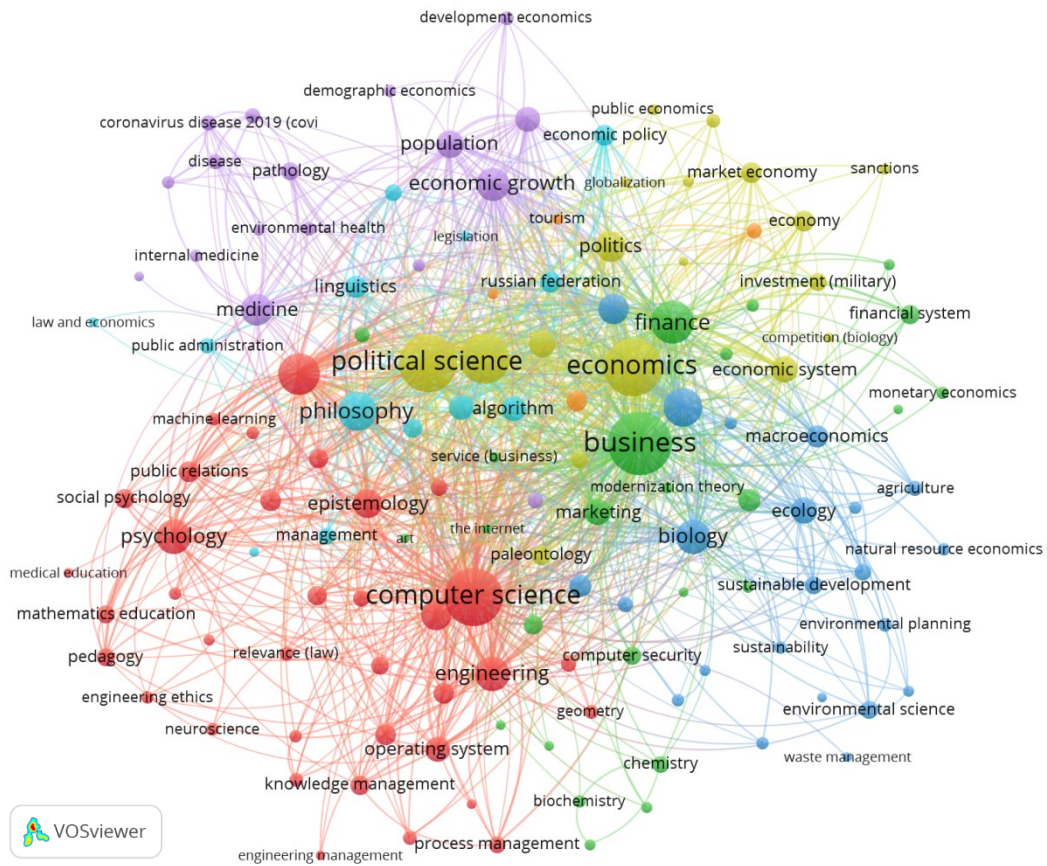 development economics
demographic economics
public economics
coronavirus disease 2019 (covi
economic policy
population
disease
pathology
market economy
sanctions
economic growth
globalization
tourism
economy
environmental health
legislation
politics
internal medicine
russian federation
investment (military)
linguistics
medicine
financial system
law and economics
finance
competition (biology)
public administration
political science
economics
economic system
monetary economics
machine learning
philosophy
algorithm
business
macroeconomics
service (business)
public relations
modernization theory
agriculture
social psychology
epistemology
marketing
ecology
the internet
psychology
management
art
biology
paleontology
natural resource economics
medical education
computer science
sustainable development
mathematics education
environmental planning
pedagogy
relevance (law)
computer security
sustainability
engineering
engineering ethics
geometry
environmental science
neuroscience
operating system
waste management
chemistry
knowledge management
biochemistry
VOSviewer
process management
engineering management